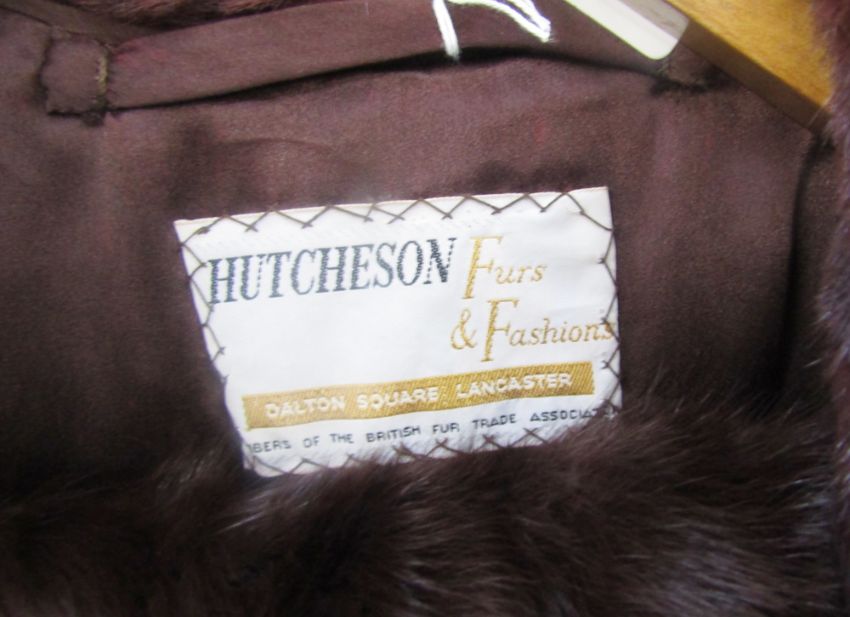 HUTCHESON Furs
& Fashions
DALTON SQUARE LANCASTER
BERS OF THE BRITISH FUR TRADE ASSOCIAT